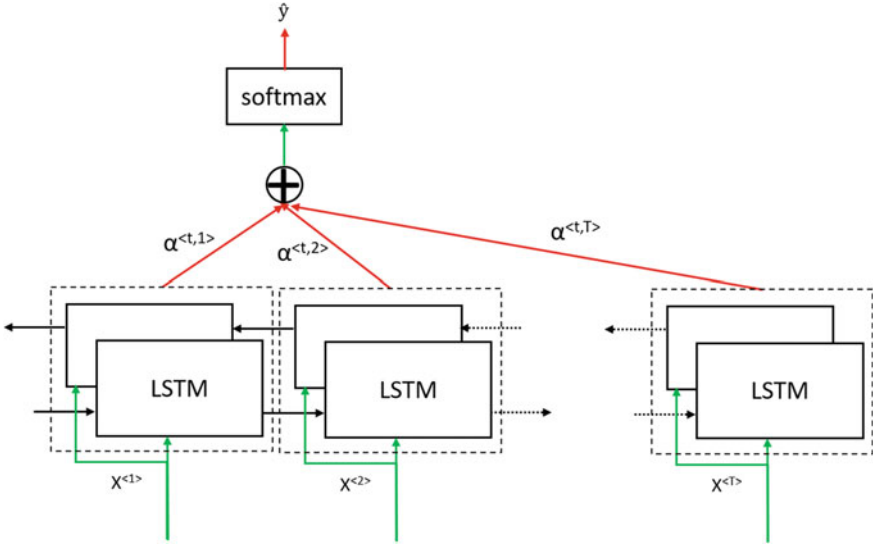 ŷ
softmax
α<t,1>
α<t,2>
α<t,T>
LSTM
LSTM
LSTM
X<1>
X<2>
X<T>